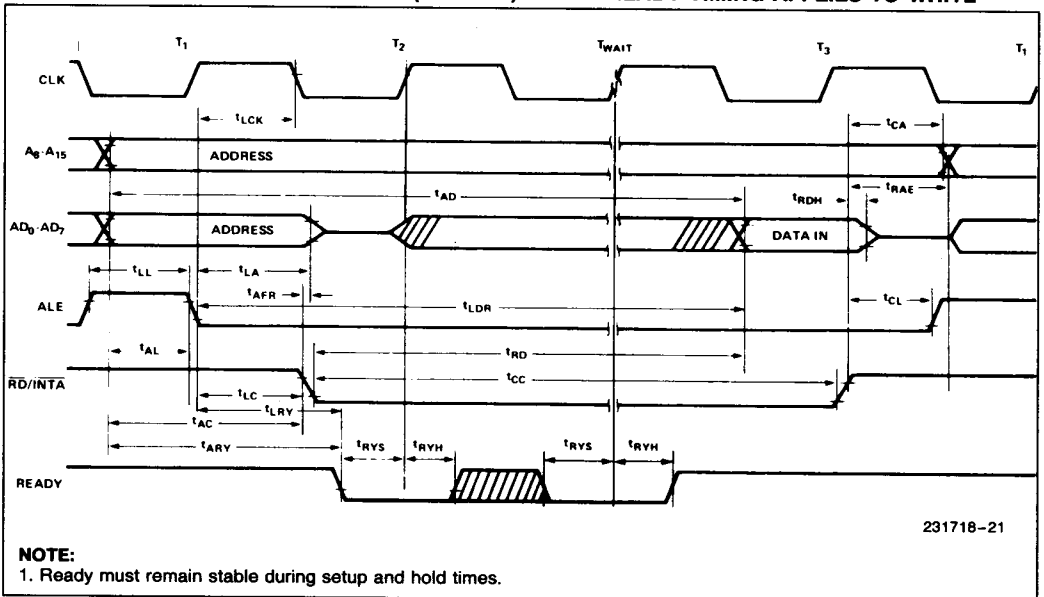 T1 T2 TWAIT T3 T1
CLK
tLCK
tCA
A8-A15
ADDRESS
tAD
tRAE
tRDH
AD0-AD7
ADDRESS
DATA IN
tLL
tLA
tAFR
tLDR
tCL
ALE
tAL
tRD
RD/INTA
tCC
tLC
tLRY
tAC
tARY
tRYS
tRYH
tRYS
tRYH
READY
231718-21
NOTE:
1. Ready must remain stable during setup and hold times.